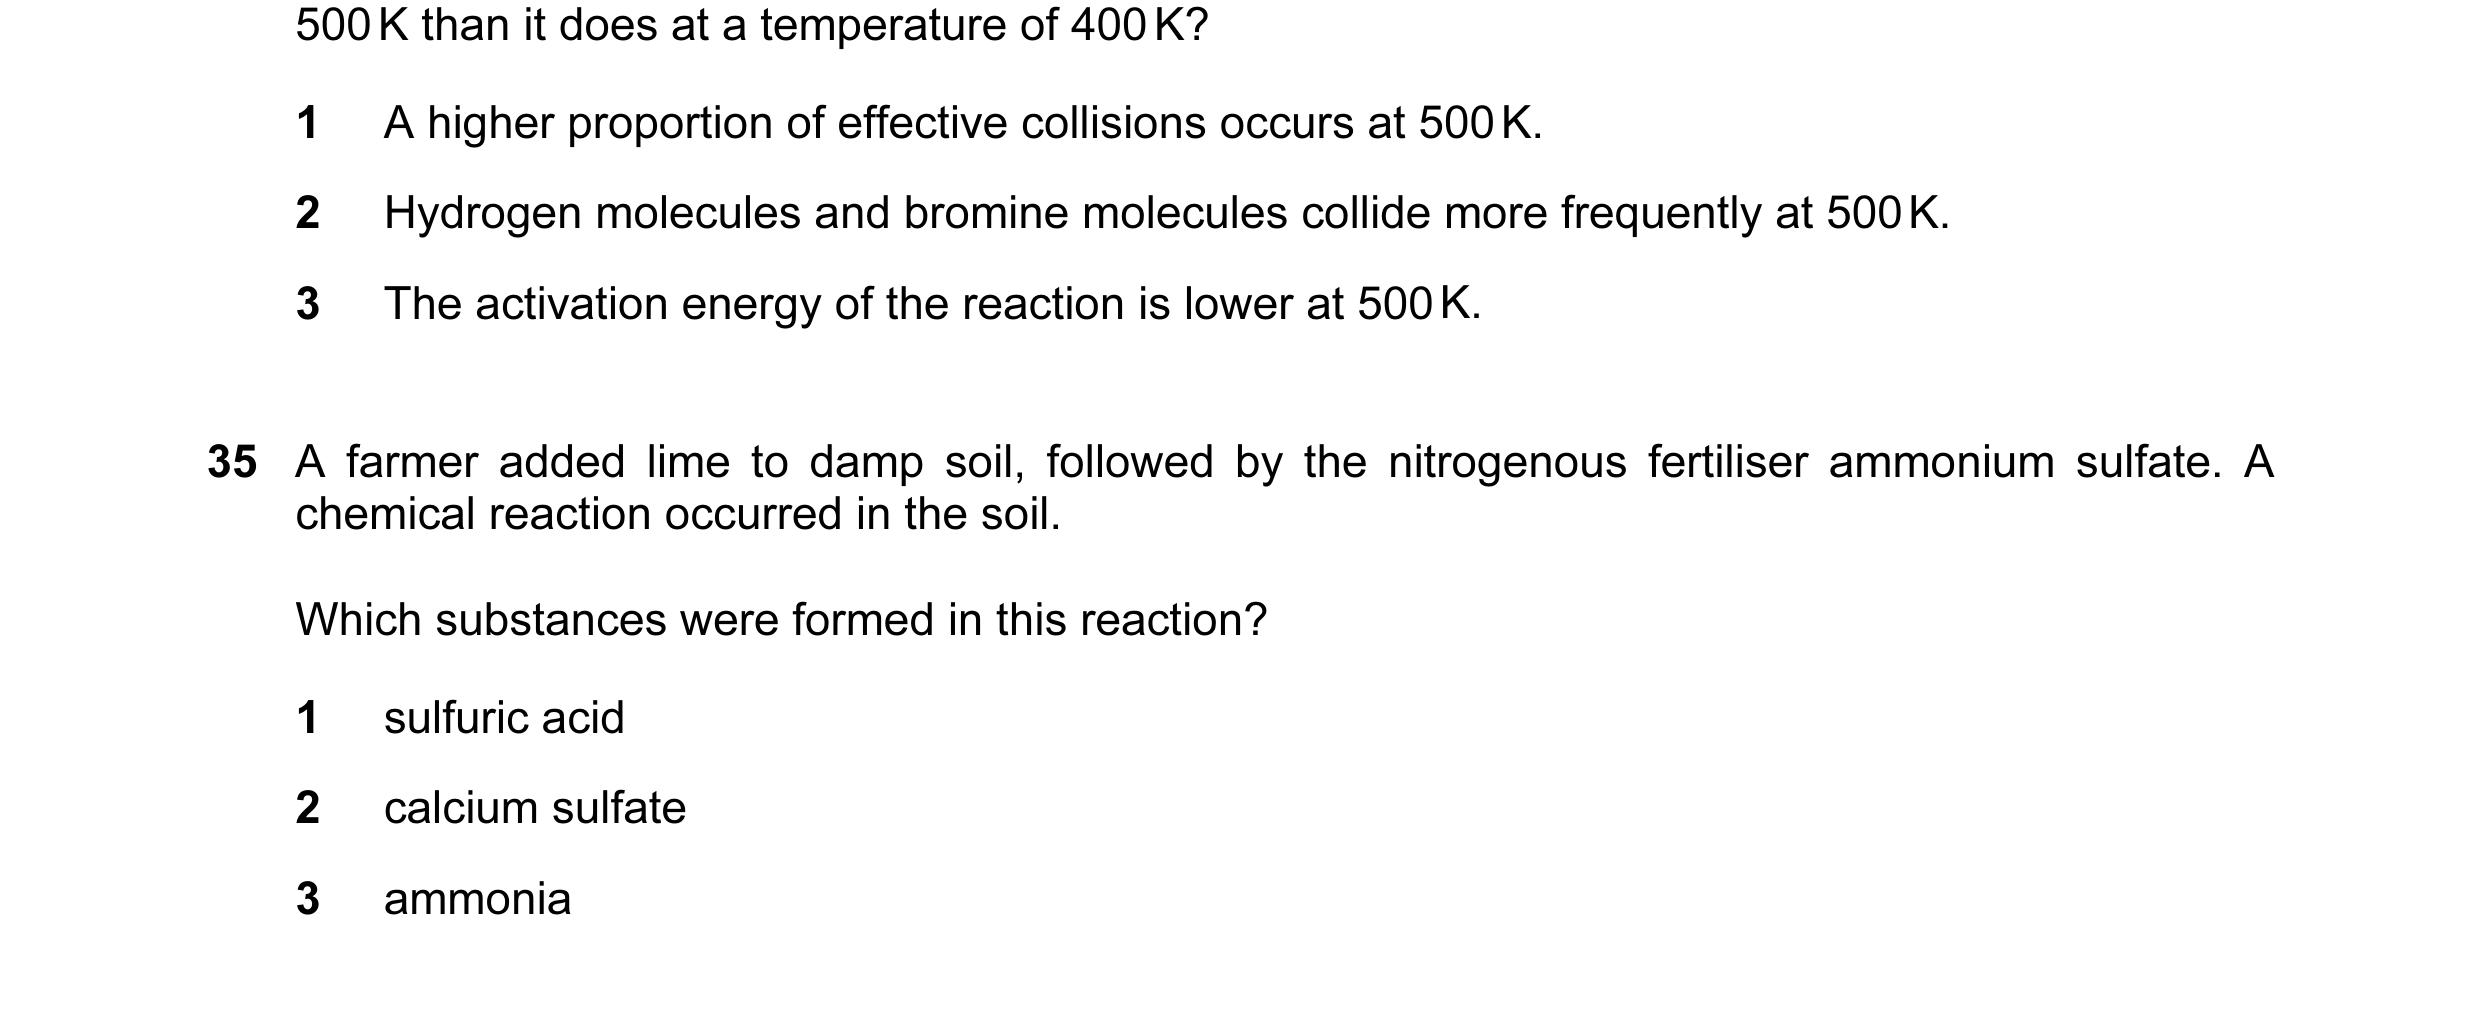 500 K than it does at a temperature of 400 K?
1 A higher proportion of effective collisions occurs at 500 K.
2 Hydrogen molecules and bromine molecules collide more frequently at 500 K.
3 The activation energy of the reaction is lower at 500 K.
35 A farmer added lime to damp soil, followed by the nitrogenous fertiliser ammonium sulfate. A
chemical reaction occurred in the soil.
Which substances were formed in this reaction?
1 sulfuric acid
2 calcium sulfate
3 ammonia